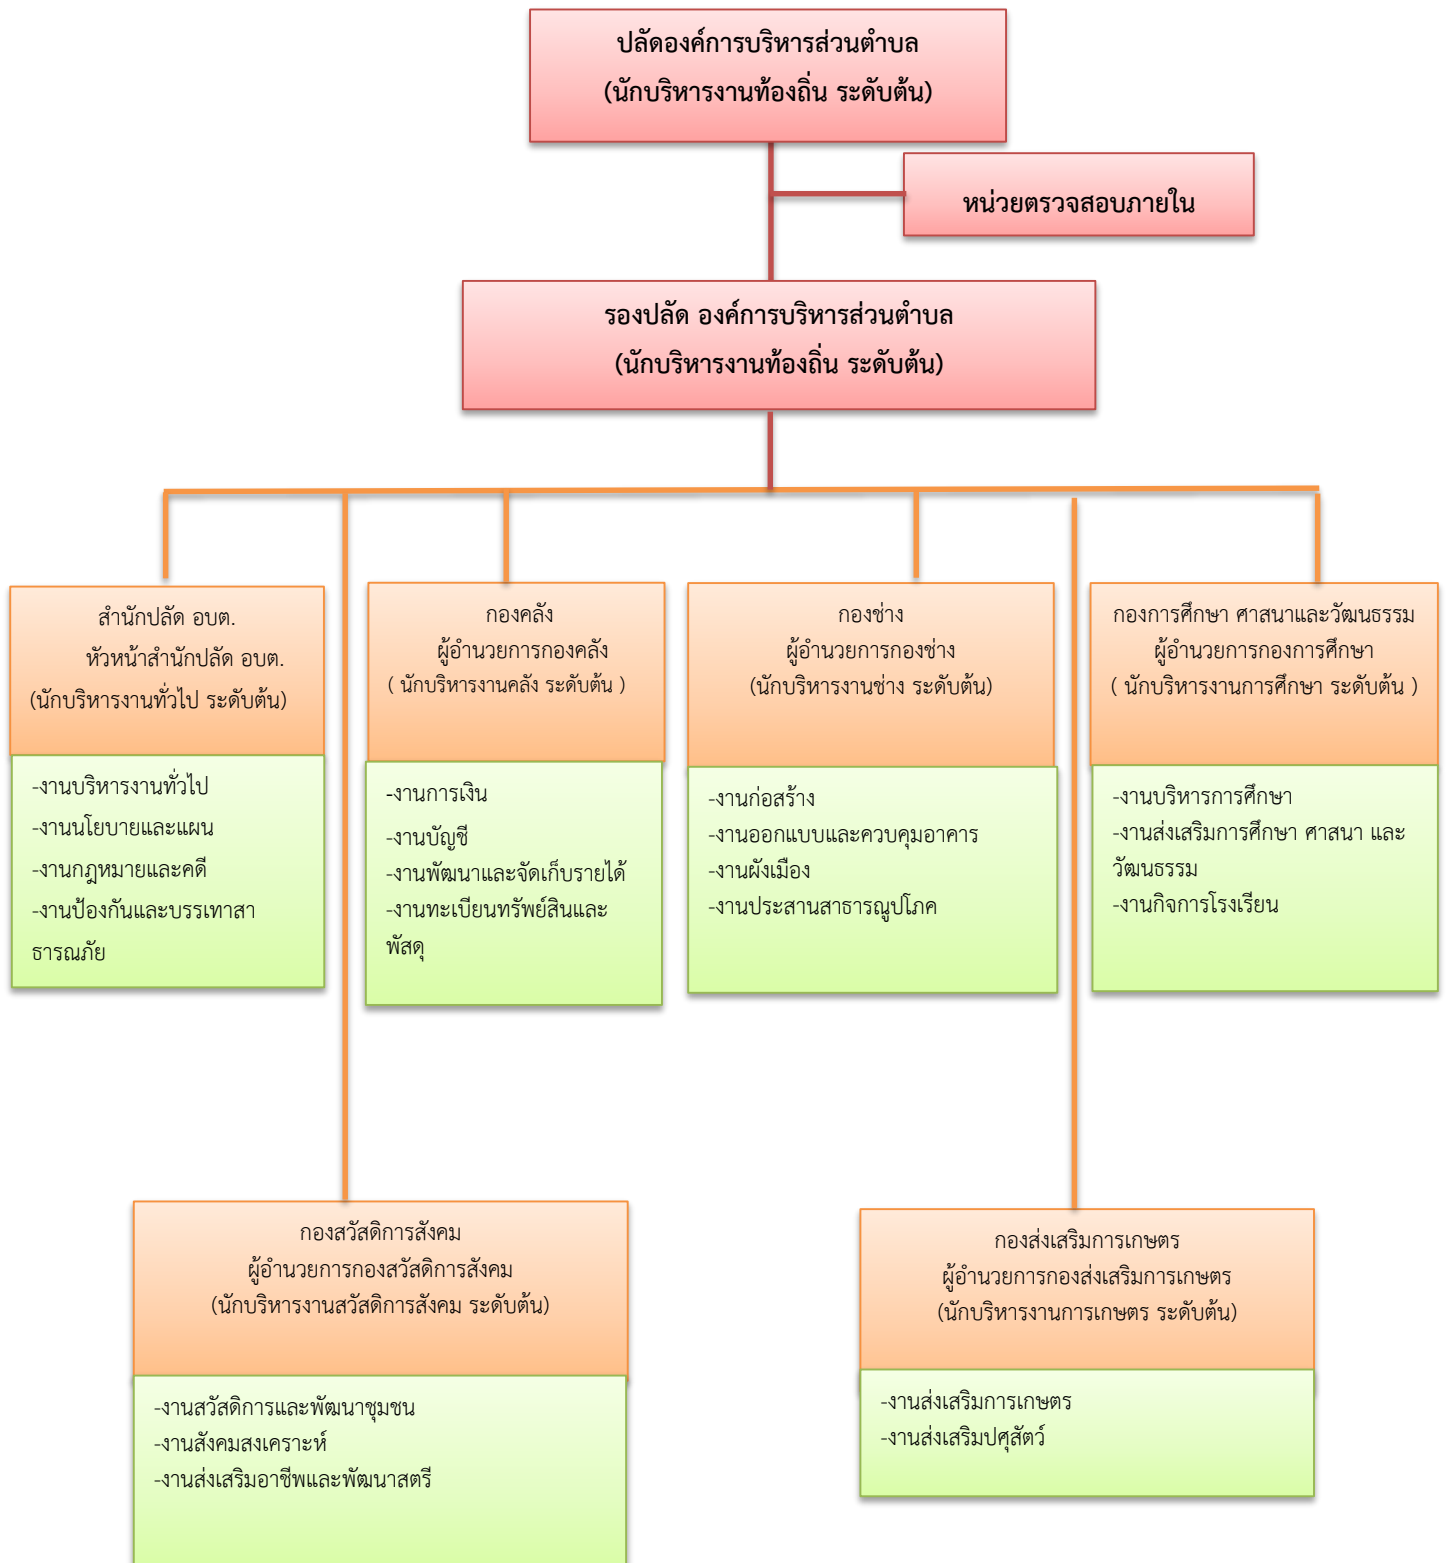 ปลัดองค์การบริหารส่วนตำบล
(นักบริหารงานท้องถิ่น ระดับต้น)
หน่วยตรวจสอบภายใน
รองปลัด องค์การบริหารส่วนตำบล
(นักบริหารงานท้องถิ่น ระดับต้น)
สำนักปลัด อบต.
หัวหน้าสำนักปลัด อบต.
(นักบริหารงานทั่วไป ระดับต้น)
-งานบริหารงานทั่วไป
-งานนโยบายและแผน
-งานกฎหมายและคดี
-งานป้องกันและบรรเทาสา
ธารณภัย
กองคลัง
ผู้อำนวยการกองคลัง
( นักบริหารงานคลัง ระดับต้น )
-งานการเงิน
-งานบัญชี
-งานพัฒนาและจัดเก็บรายได้
-งานทะเบียนทรัพย์สินและ
พัสดุ
กองช่าง
ผู้อำนวยการกองช่าง
(นักบริหารงานช่าง ระดับต้น)
-งานก่อสร้าง
-งานออกแบบและควบคุมอาคาร
-งานผังเมือง
-งานประสานสาธารณูปโภค
กองการศึกษา ศาสนาและวัฒนธรรม
ผู้อำนวยการกองการศึกษา
( นักบริหารงานการศึกษา ระดับต้น )
-งานบริหารการศึกษา
-งานส่งเสริมการศึกษา ศาสนา และ
วัฒนธรรม
-งานกิจการโรงเรียน
กองสวัสดิการสังคม
ผู้อำนวยการกองสวัสดิการสังคม
(นักบริหารงานสวัสดิการสังคม ระดับต้น)
-งานสวัสดิการและพัฒนาชุมชน
-งานสังคมสงเคราะห์
-งานส่งเสริมอาชีพและพัฒนาสตรี
กองส่งเสริมการเกษตร
ผู้อำนวยการกองส่งเสริมการเกษตร
(นักบริหารงานการเกษตร ระดับต้น)
-งานส่งเสริมการเกษตร
-งานส่งเสริมปศุสัตว์